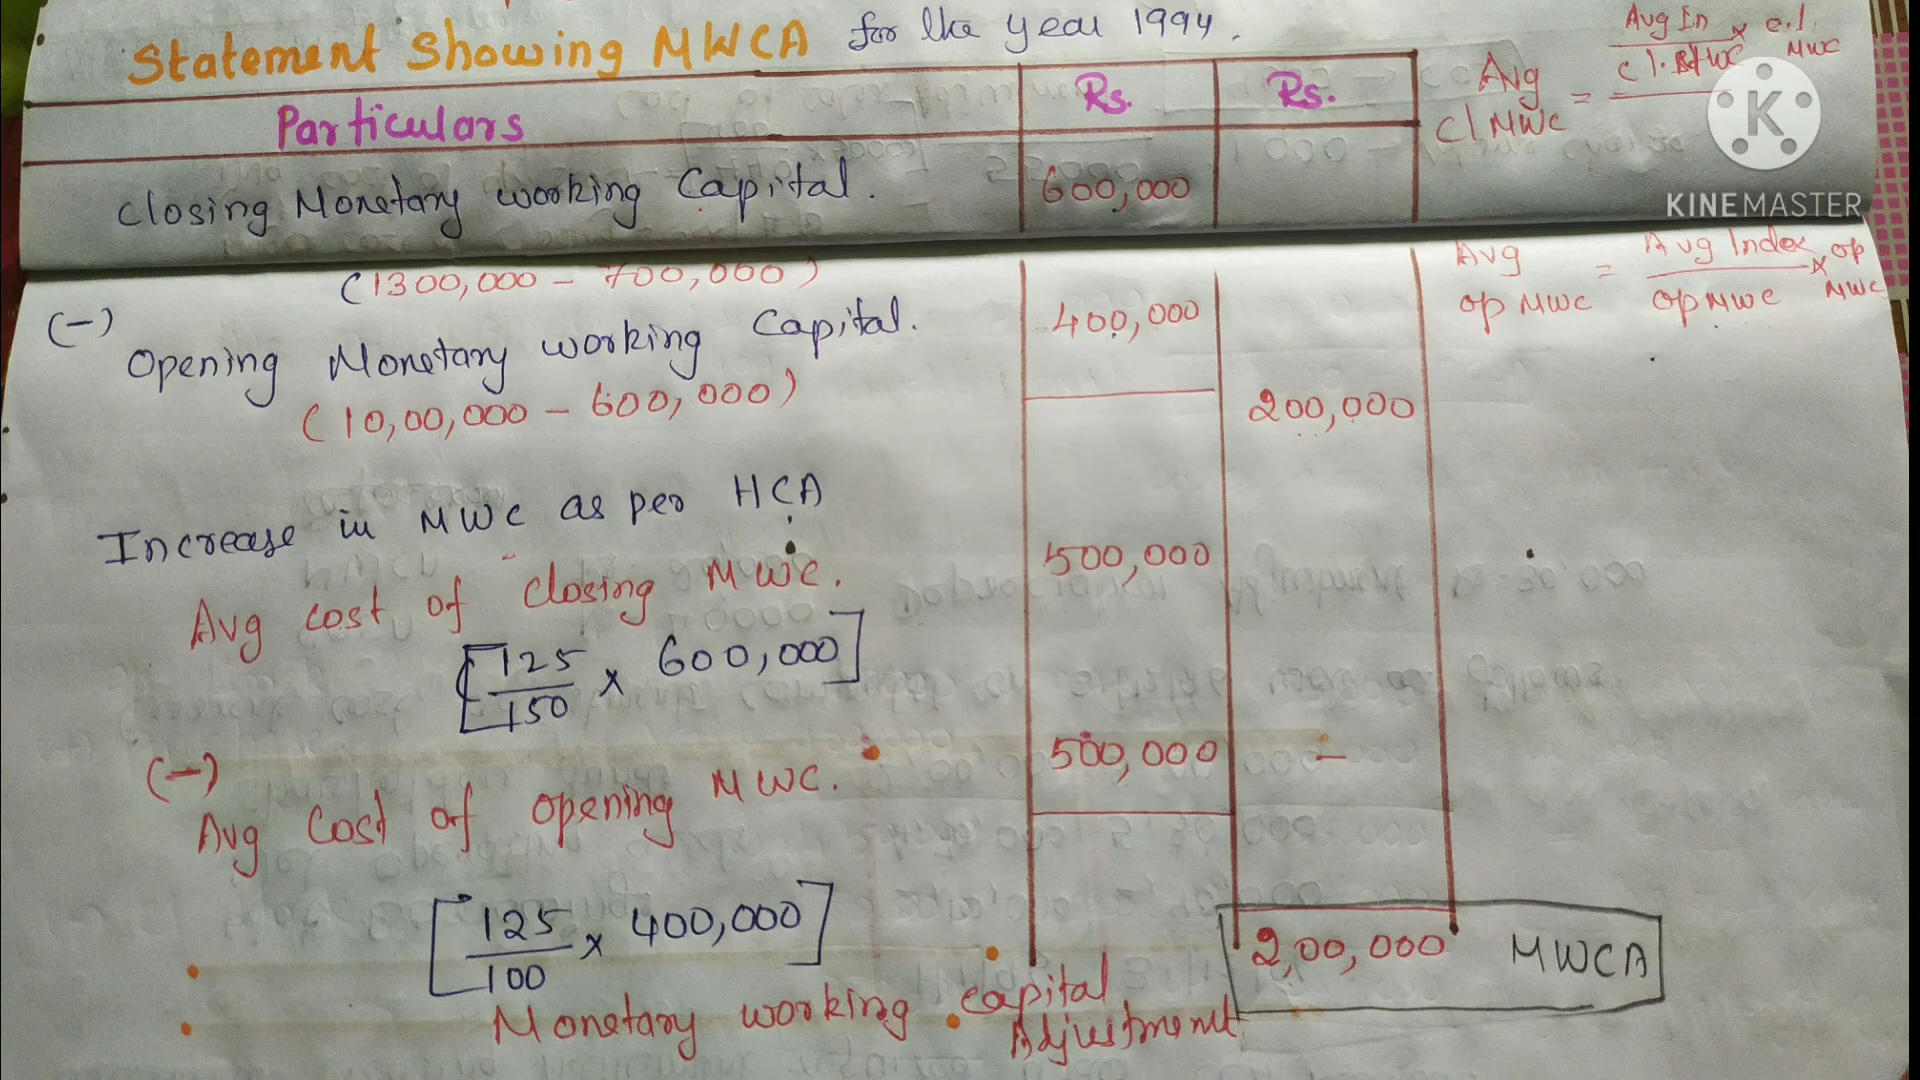 Statement Showing MWCA for the year 1994.
Particulars Rs. Rs.
Closing Monetary working Capital. 600,000
(1300,000 - 700,000)
(-)
Opening Monetary working Capital. 400,000
(10,00,000 - 600,000) 200,000
Increase in MWC as per HCA
Avg cost of closing MWC. 500,000
[125/150 x 600,000]
(-)
Avg Cost of opening MWC. 500,000 -
[125/100 x 400,000]
2,00,000 MWCA
Monetary working capital
Adjustment
Avg Cl MWC = Avg In / Cl. MWC x cl. MWC
Avg op MWC = Avg Index / op MWC x op MWC
K
KINEMASTER